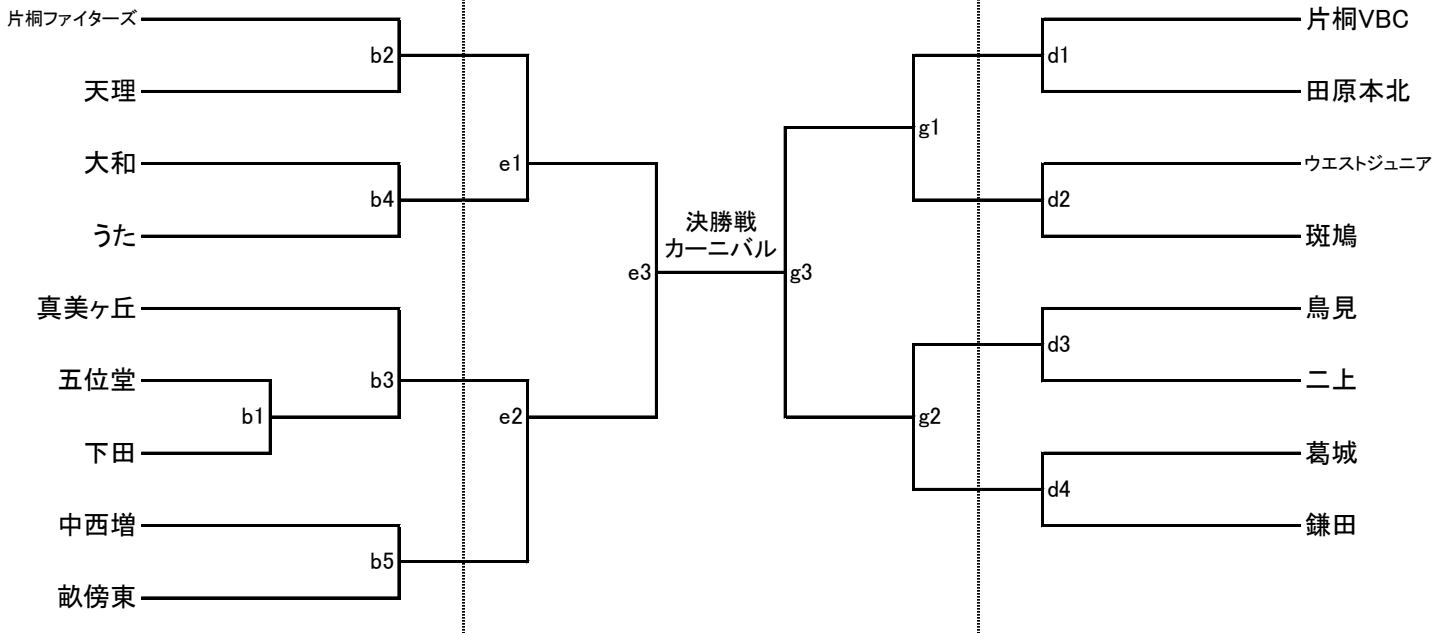 片桐ファイターズ
b2
天理
大和
b4
うた
e1
真美ヶ丘
五位堂
b3
b1
下田
e2
中西増
b5
畝傍東
e3
決勝戦
カーニバル
g3
g1
g2
片桐VBC
d1
田原本北
ウエストジュニア
d2
斑鳩
鳥見
d3
二上
葛城
d4
鎌田